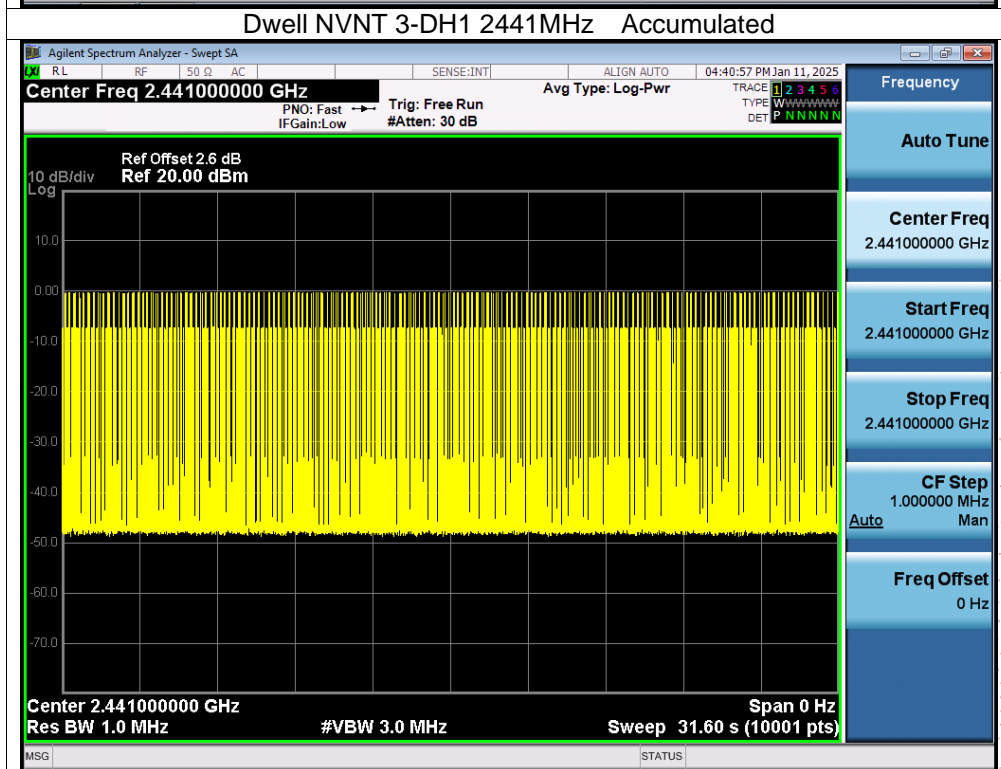 Dwell NVNT 3-DH1 2441MHz Accumulated
Agilent Spectrum Analyzer - Swept SA
LXI RL RF 50 Ω AC SENSE:INT ALIGN AUTO 04:40:57 PM Jan 11, 2025
Center Freq 2.441000000 GHz
PNO: Fast
IFGain:Low
Trig: Free Run
#Atten: 30 dB
Avg Type: Log-Pwr
TRACE 1 2 3 4 5 6
TYPE WWWWWWW
DET P N N N N N
Ref Offset 2.6 dB
10 dB/div Ref 20.00 dBm
Log
10.0
0.00
-10.0
-20.0
-30.0
-40.0
-50.0
-60.0
-70.0
Center 2.441000000 GHz Span 0 Hz
Res BW 1.0 MHz #VBW 3.0 MHz Sweep 31.60 s (10001 pts)
MSG STATUS
Frequency
Auto Tune
Center Freq
2.441000000 GHz
Start Freq
2.441000000 GHz
Stop Freq
2.441000000 GHz
CF Step
1.000000 MHz
Auto Man
Freq Offset
0 Hz